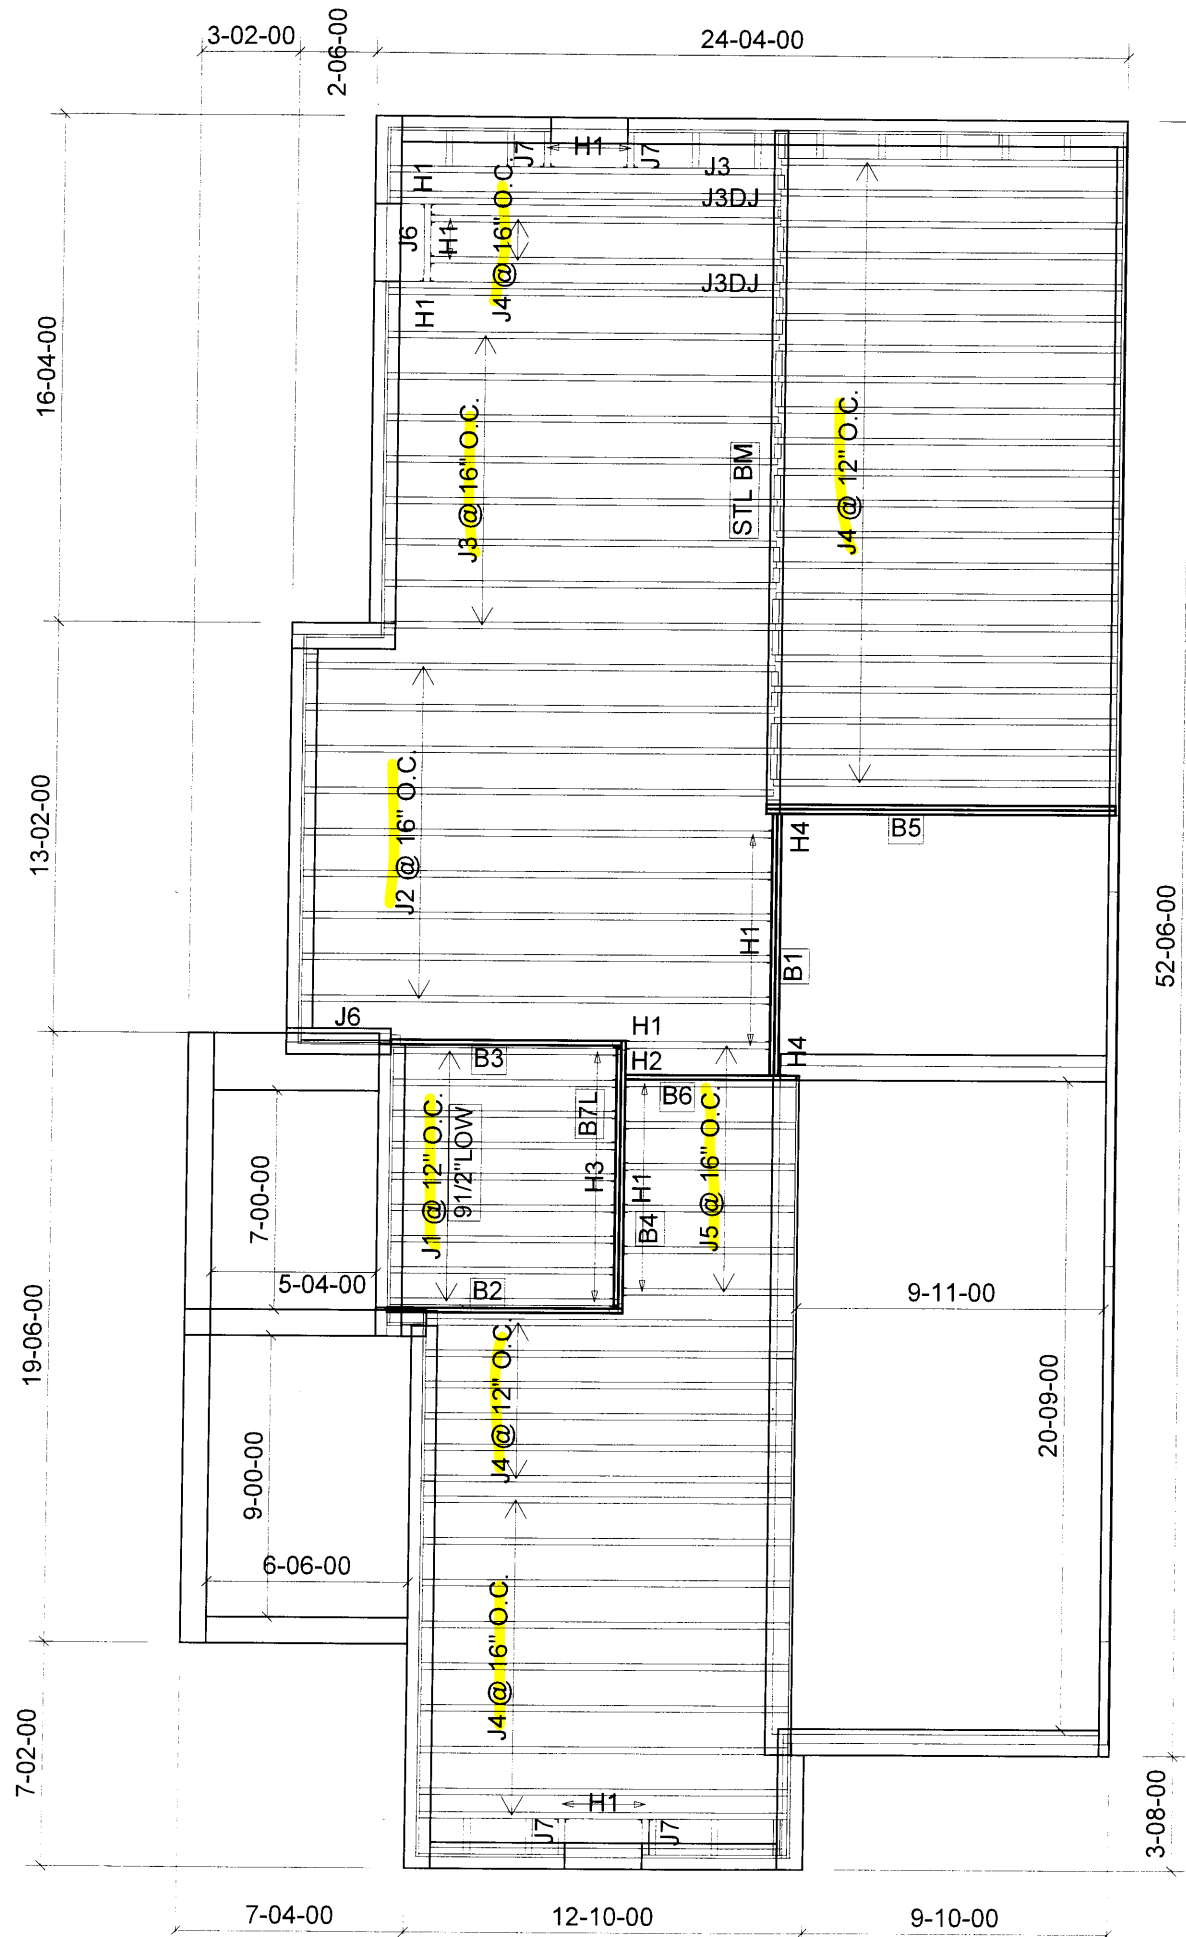 3-02-00
2-06-00
24-04-00
J7
H1
J7
J3
H1
J3DJ
J4 @ 16" O.C.
J6
H1
J3DJ
H1
16-04-00
J3 @ 16" O.C.
STL BM
J4 @ 12" O.C.
13-02-00
J2 @ 16" O.C.
B5
H4
H1
B1
52-06-00
J6
H1
H4
B3
H2
B6
B7L
J1 @ 12" O.C.
91/2"LOW
J5 @ 16" O.C.
7-00-00
H3
H1
B4
5-04-00
B2
9-11-00
19-06-00
J4 @ 12" O.C.
20-09-00
9-00-00
6-06-00
J4 @ 16" O.C.
7-02-00
H1
J7
J7
3-08-00
7-04-00
12-10-00
9-10-00